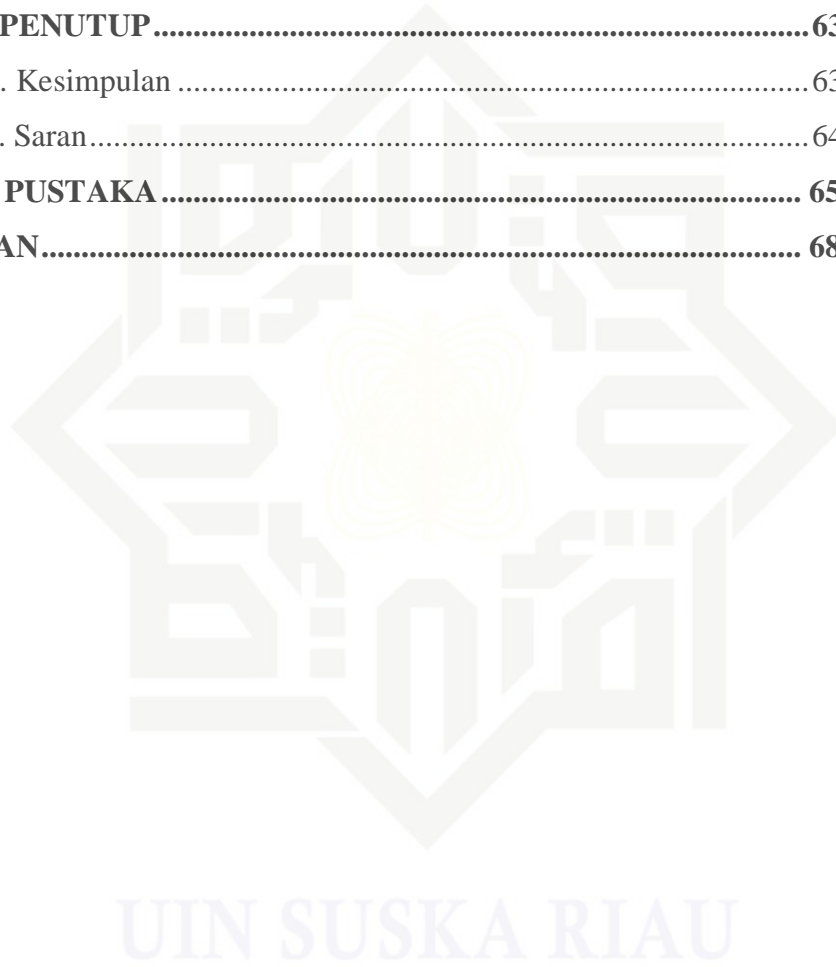 PENUTUP........................................................................................63
. Kesimpulan ....................................................................................63
. Saran................................................................................................64
PUSTAKA...................................................................................... 65
AN...................................................................................................... 68
UIN SUSKA RIAU